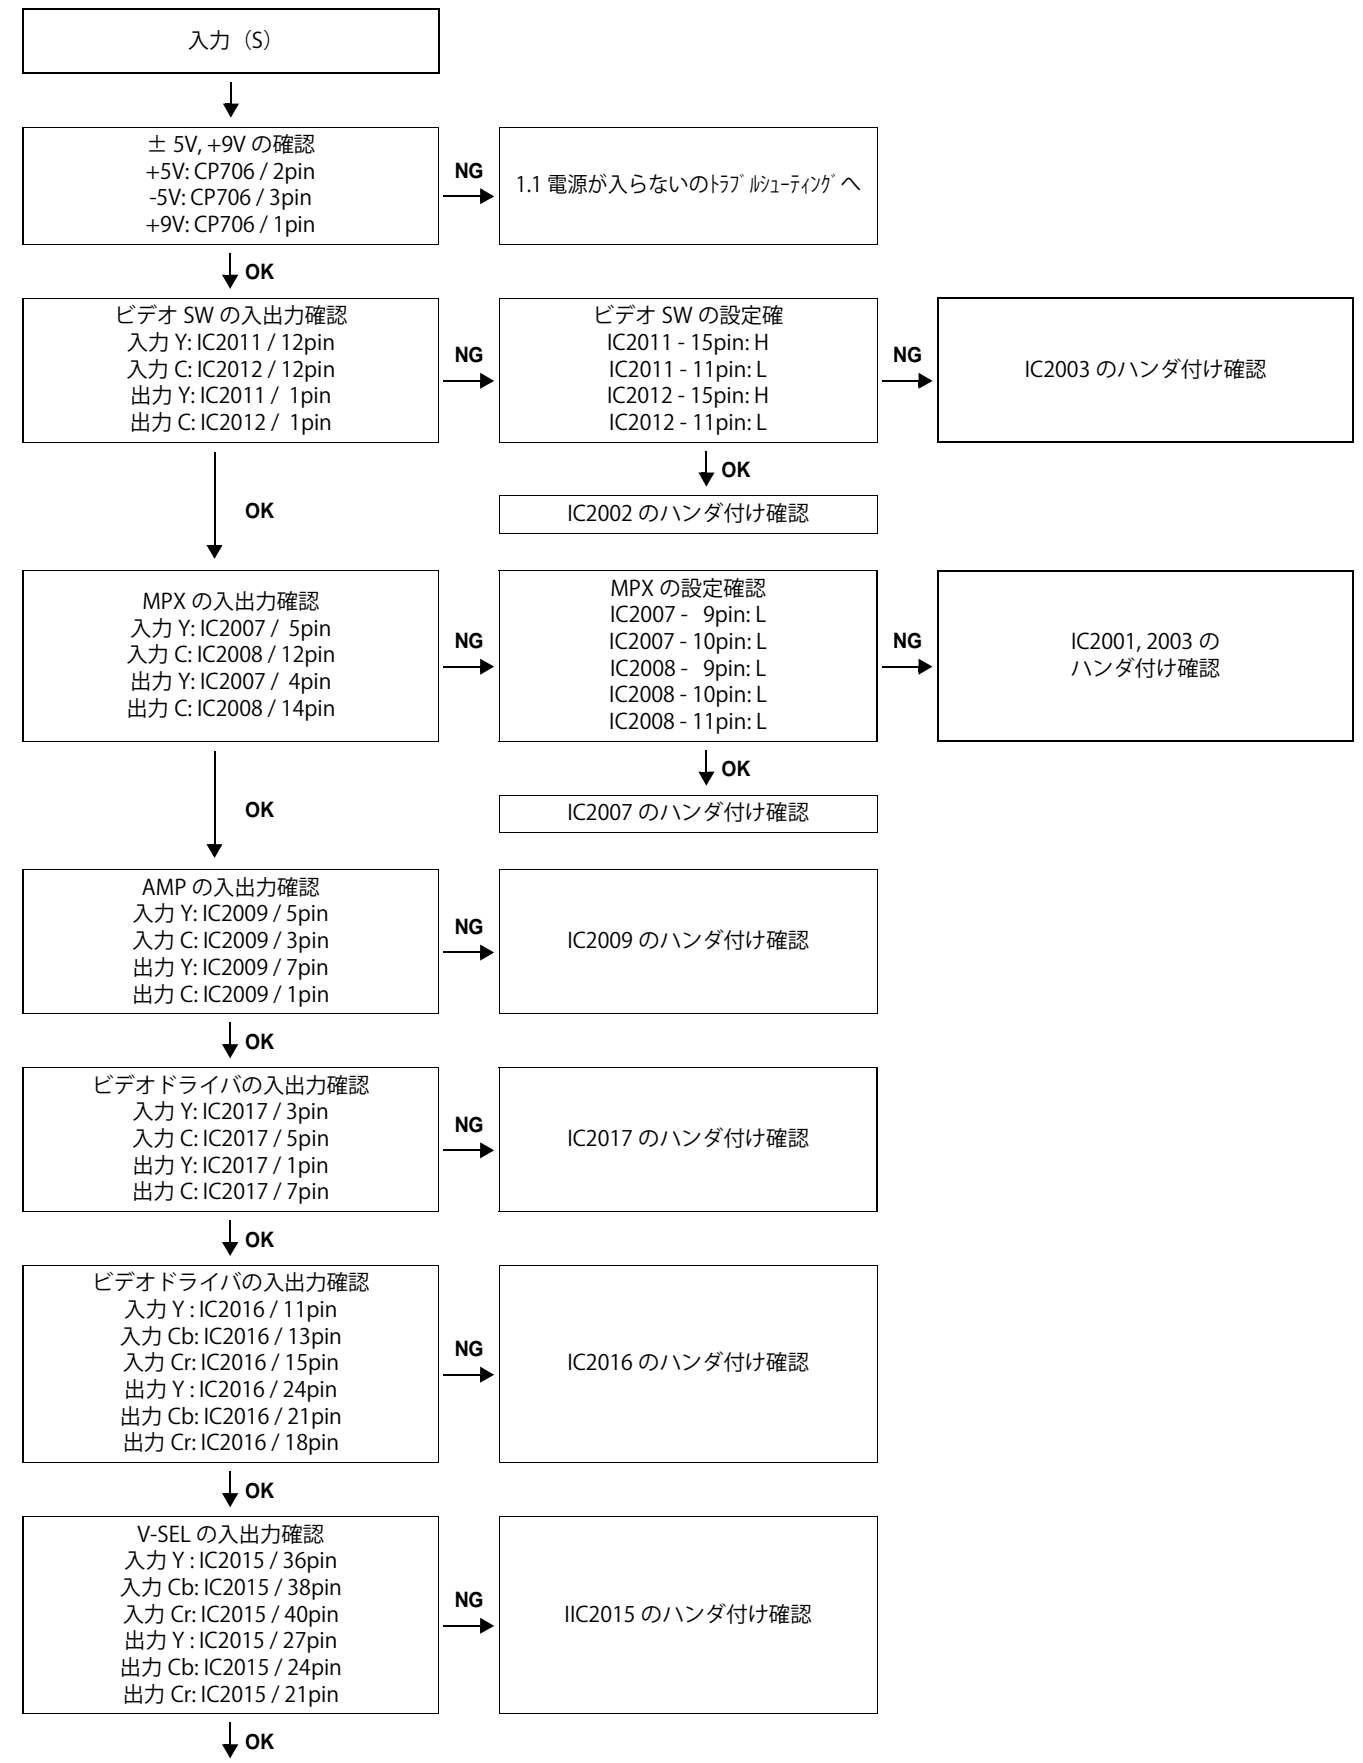 入力（S）
± 5V, +9V の確認
+5V: CP706 / 2pin
-5V: CP706 / 3pin
+9V: CP706 / 1pin
NG
1.1 電源が入らないのﾄﾗﾌﾞﾙｼｭｰﾃｨﾝｸﾞへ
OK
ビデオ SW の入出力確認
入力 Y: IC2011 / 12pin
入力 C: IC2012 / 12pin
出力 Y: IC2011 / 1pin
出力 C: IC2012 / 1pin
NG
ビデオ SW の設定確
IC2011 - 15pin: H
IC2011 - 11pin: L
IC2012 - 15pin: H
IC2012 - 11pin: L
NG
IC2003 のハンダ付け確認
OK
IC2002 のハンダ付け確認
OK
MPX の入出力確認
入力 Y: IC2007 / 5pin
入力 C: IC2008 / 12pin
出力 Y: IC2007 / 4pin
出力 C: IC2008 / 14pin
NG
MPX の設定確認
IC2007 - 9pin: L
IC2007 - 10pin: L
IC2008 - 9pin: L
IC2008 - 10pin: L
IC2008 - 11pin: L
NG
IC2001, 2003 の
ハンダ付け確認
OK
IC2007 のハンダ付け確認
OK
AMP の入出力確認
入力 Y: IC2009 / 5pin
入力 C: IC2009 / 3pin
出力 Y: IC2009 / 7pin
出力 C: IC2009 / 1pin
NG
IC2009 のハンダ付け確認
OK
ビデオドライバの入出力確認
入力 Y: IC2017 / 3pin
入力 C: IC2017 / 5pin
出力 Y: IC2017 / 1pin
出力 C: IC2017 / 7pin
NG
IC2017 のハンダ付け確認
OK
ビデオドライバの入出力確認
入力 Y : IC2016 / 11pin
入力 Cb: IC2016 / 13pin
入力 Cr: IC2016 / 15pin
出力 Y : IC2016 / 24pin
出力 Cb: IC2016 / 21pin
出力 Cr: IC2016 / 18pin
NG
IC2016 のハンダ付け確認
OK
V-SEL の入出力確認
入力 Y : IC2015 / 36pin
入力 Cb: IC2015 / 38pin
入力 Cr: IC2015 / 40pin
出力 Y : IC2015 / 27pin
出力 Cb: IC2015 / 24pin
出力 Cr: IC2015 / 21pin
NG
IIC2015 のハンダ付け確認
OK